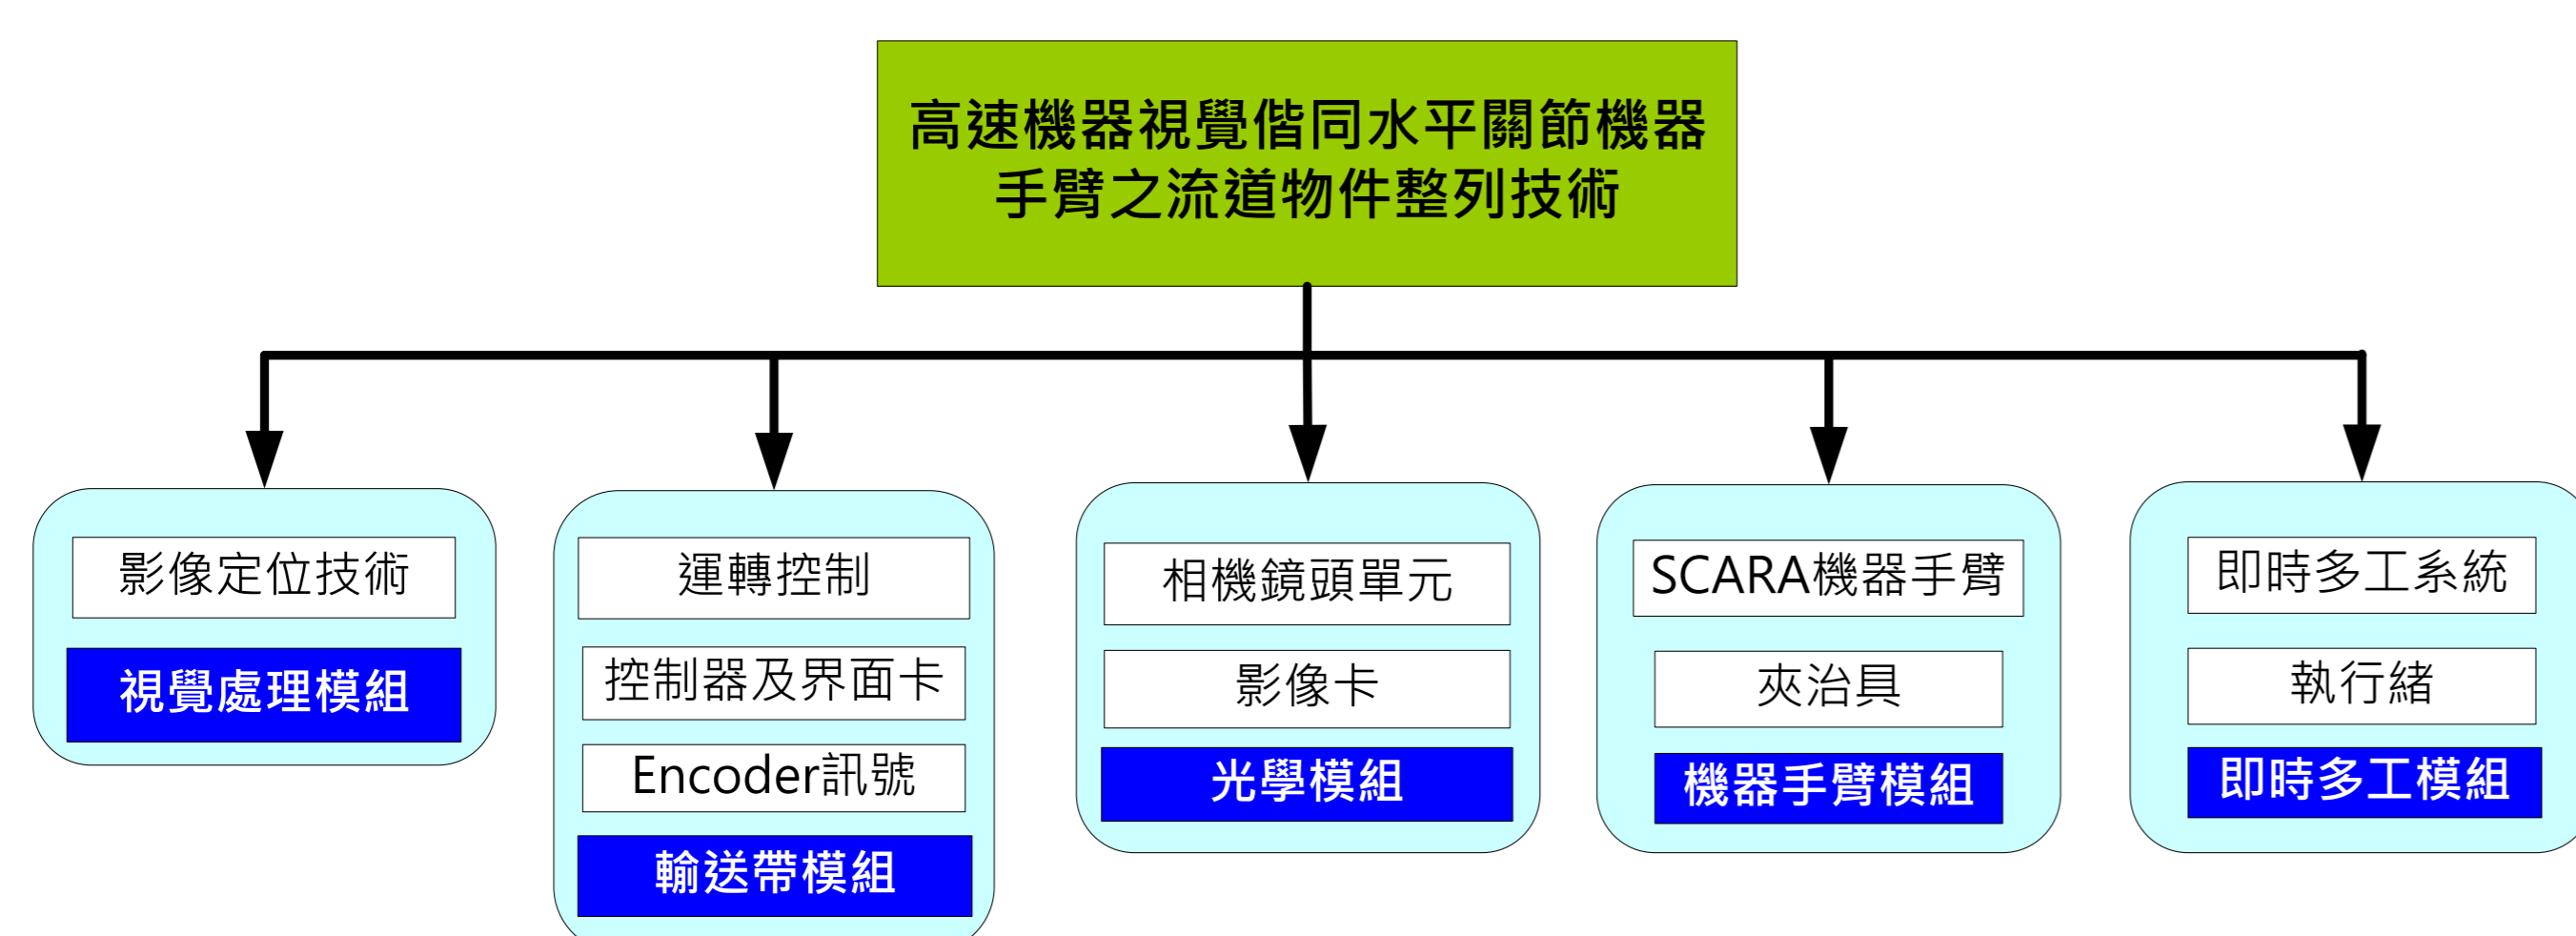 高速機器視覺偕同水平關節機器
手臂之流道物件整列技術
影像定位技術
視覺處理模組
運轉控制
控制器及界面卡
Encoder訊號
輸送帶模組
相機鏡頭單元
影像卡
光學模組
SCARA機器手臂
夾治具
機器手臂模組
即時多工系統
執行緒
即時多工模組